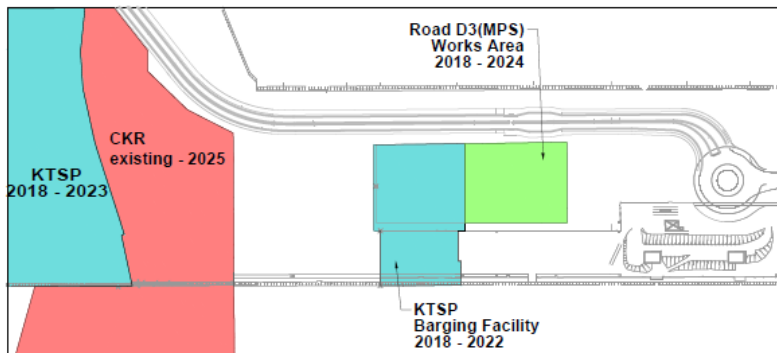 Road D3(MPS)
Works Area
2018 - 2024
CKR
existing - 2025
KTSP
2018 - 2023
KTSP
Barging Facility
2018 - 2022